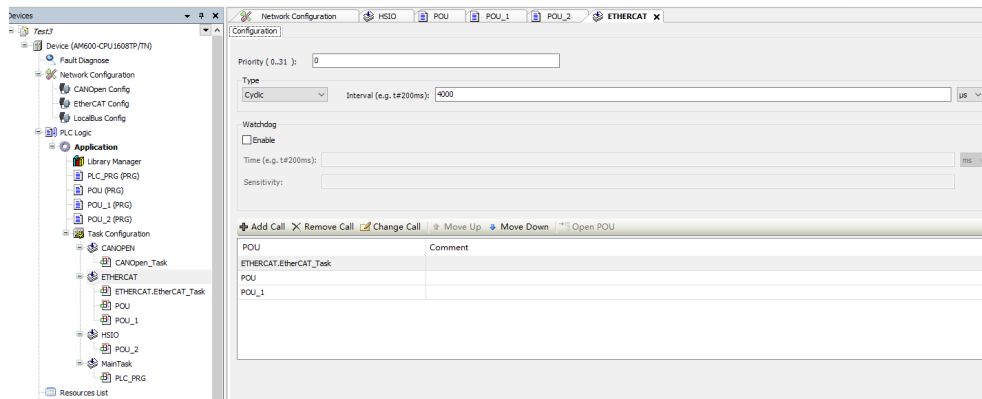 Devices
Test3
Device (AM600-CPU1608TP/TN)
Fault Diagnose
Network Configuration
CANOpen Config
EtherCAT Config
LocalBus Config
PLC Logic
Application
Library Manager
PLC_PRG (PRG)
POU (PRG)
POU_1 (PRG)
POU_2 (PRG)
Task Configuration
CANOPEN
CANOpen_Task
ETHERCAT
ETHERCAT.EtherCAT_Task
POU
POU_1
HSIO
POU_2
MainTask
PLC_PRG
Resources List
Network Configuration HSIO POU POU_1 POU_2 ETHERCAT X
Configuration
Priority ( 0..31 ): 0
Type
Cyclic Interval (e.g. t#200ms): 4000 µs
Watchdog
Enable
Time (e.g. t#200ms): ms
Sensitivity:
Add Call Remove Call Change Call Move Up Move Down Open POU
POU Comment
ETHERCAT.EtherCAT_Task
POU
POU_1